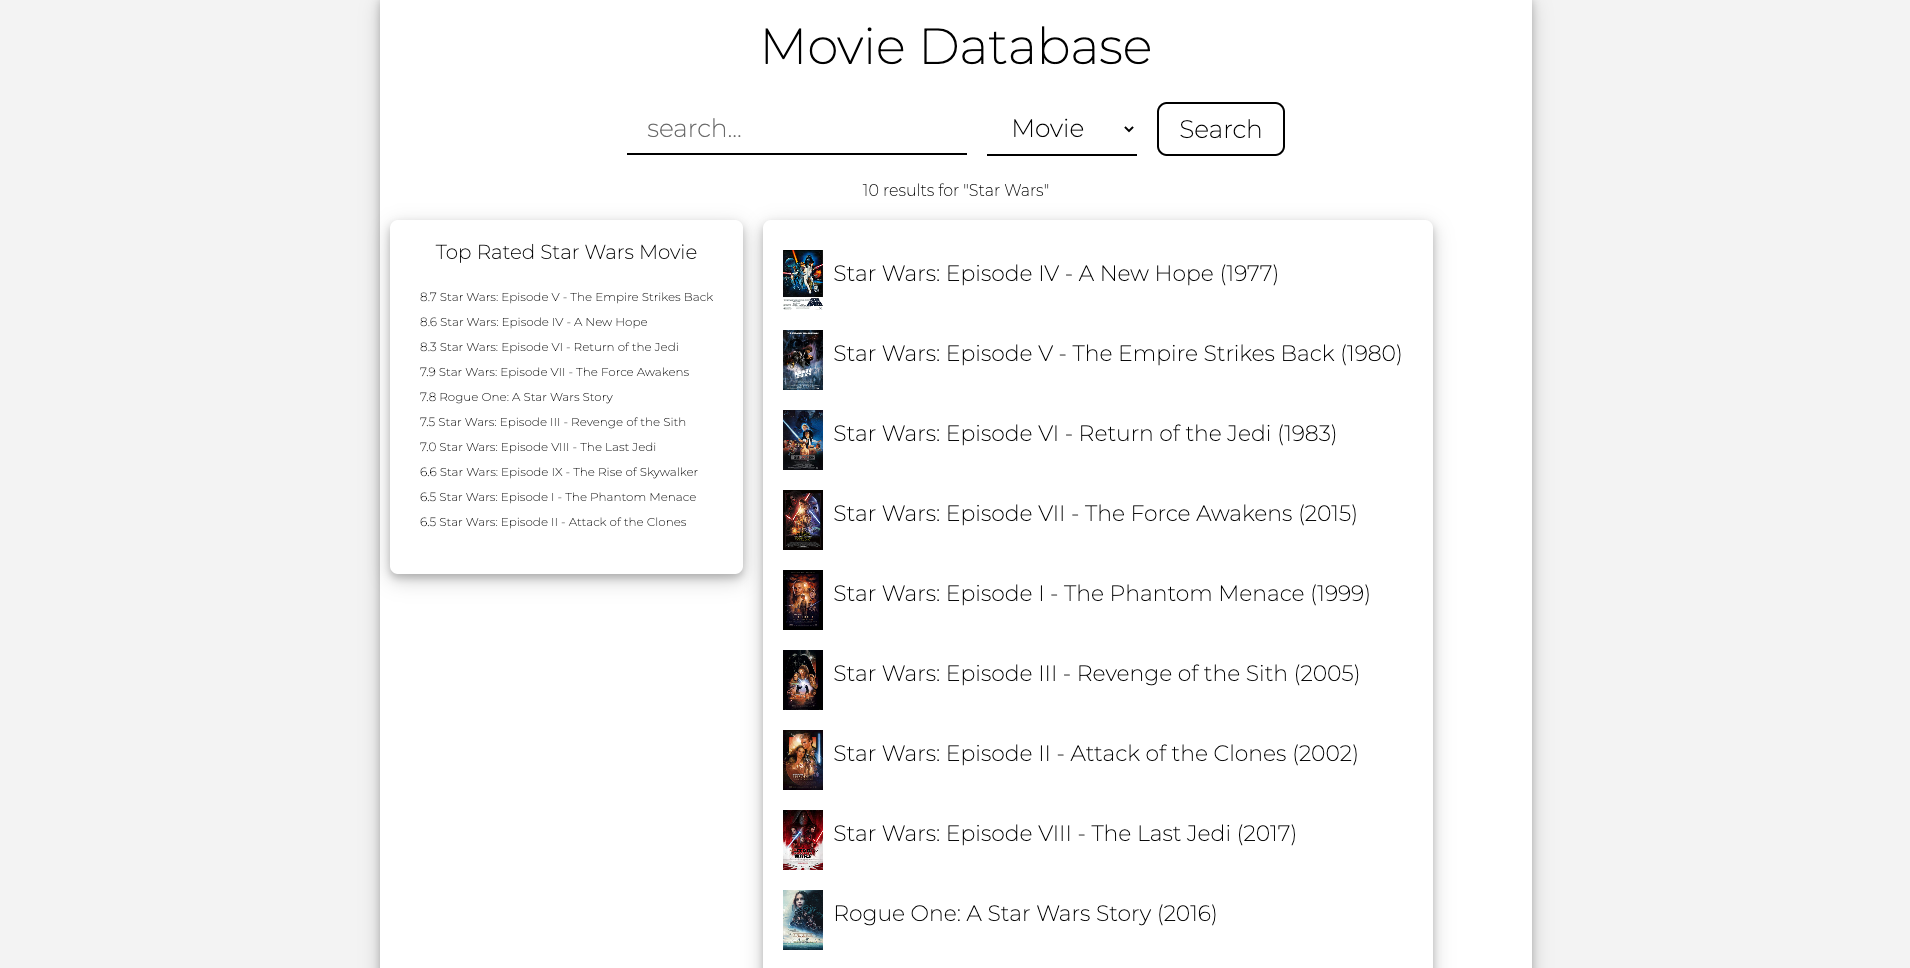 Movie Database
search...
Movie
Search
10 results for "Star Wars"
Top Rated Star Wars Movie
8.7 Star Wars: Episode V - The Empire Strikes Back
8.6 Star Wars: Episode IV - A New Hope
8.3 Star Wars: Episode VI - Return of the Jedi
7.9 Star Wars: Episode VII - The Force Awakens
7.8 Rogue One: A Star Wars Story
7.5 Star Wars: Episode III - Revenge of the Sith
7.0 Star Wars: Episode VIII - The Last Jedi
6.6 Star Wars: Episode IX - The Rise of Skywalker
6.5 Star Wars: Episode I - The Phantom Menace
6.5 Star Wars: Episode II - Attack of the Clones
Star Wars: Episode IV - A New Hope (1977)
Star Wars: Episode V - The Empire Strikes Back (1980)
Star Wars: Episode VI - Return of the Jedi (1983)
Star Wars: Episode VII - The Force Awakens (2015)
Star Wars: Episode I - The Phantom Menace (1999)
Star Wars: Episode III - Revenge of the Sith (2005)
Star Wars: Episode II - Attack of the Clones (2002)
Star Wars: Episode VIII - The Last Jedi (2017)
Rogue One: A Star Wars Story (2016)